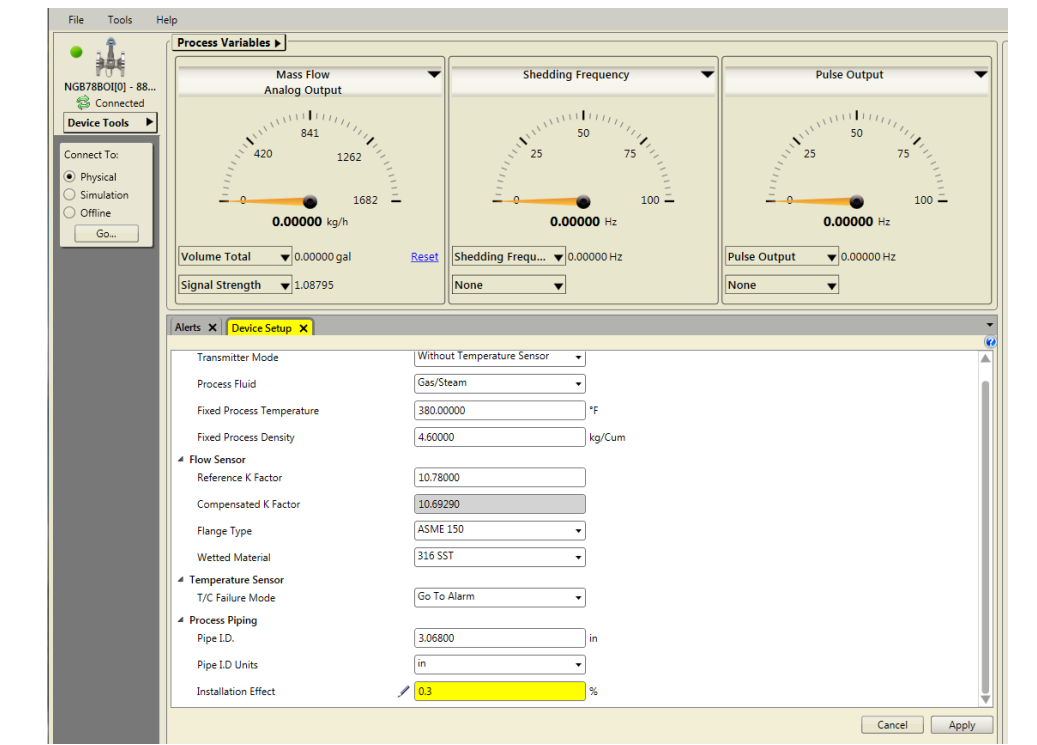 File Tools Help
NGB78BOI[0] - 88...
Connected
Device Tools
Connect To:
Physical
Simulation
Offline
Go...
Process Variables
Mass Flow
Analog Output
841
420 1262
0 1682
0.00000 kg/h
Volume Total 0.00000 gal Reset
Signal Strength 1.08795
Shedding Frequency
50
25 75
0 100
0.00000 Hz
Shedding Frequ... 0.00000 Hz
None
Pulse Output
50
25 75
0 100
0.00000 Hz
Pulse Output 0.00000 Hz
None
Alerts X Device Setup X
Transmitter Mode Without Temperature Sensor
Process Fluid Gas/Steam
Fixed Process Temperature 380.00000 °F
Fixed Process Density 4.60000 kg/Cum
Flow Sensor
Reference K Factor 10.78000
Compensated K Factor 10.69290
Flange Type ASME 150
Wetted Material 316 SST
Temperature Sensor
T/C Failure Mode Go To Alarm
Process Piping
Pipe I.D. 3.06800 in
Pipe I.D Units in
Installation Effect 0.3 %
Cancel Apply